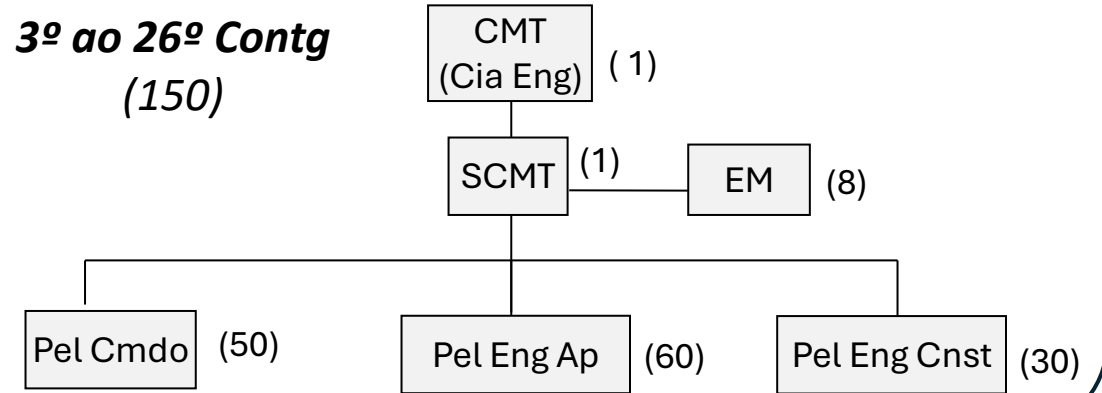 3º ao 26º Contg
(150)
CMT
(Cia Eng)
( 1)
SCMT
(1)
EM
(8)
Pel Cmdo
(50)
Pel Eng Ap
(60)
Pel Eng Cnst
(30)